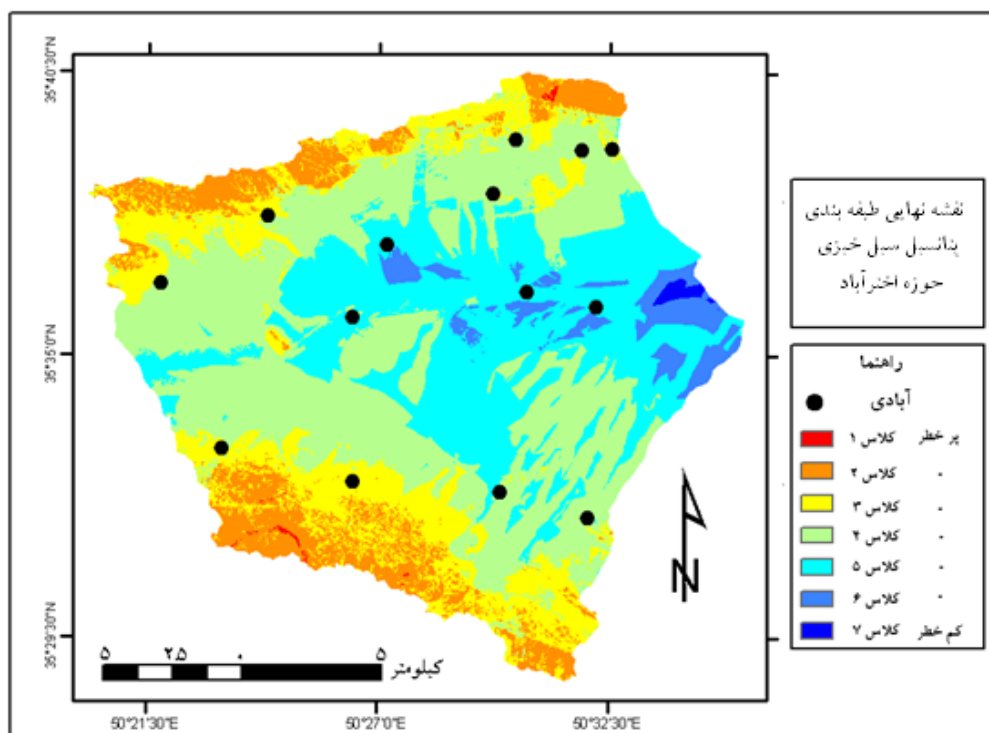 35°40'30"N
35°35'0"N
35°29'30"N
50°21'30"E
50°27'0"E
50°32'30"E
نقشه نهایی طبقه بندی
پتانسیل سیل خیزی
حوزه اخترآباد
راهنما
آبادی
کلاس ۱ پر خطر
کلاس ۲
کلاس ۳
کلاس ۴
کلاس ۵
کلاس ۶
کلاس ۷ کم خطر
N
۵ ۲.۵ ۰ ۵ کیلومتر